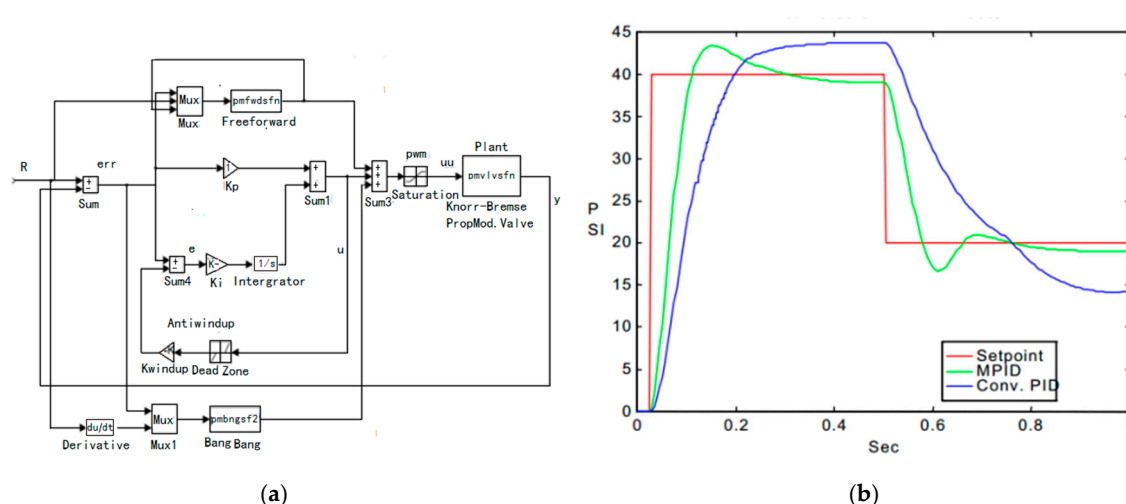 Mux
Mux
pmfwdsfn
Freeforward
R
err
Sum
1
Kp
Sum1
Sum3
pwm
Saturation
uu
Plant
pmvlvsfn
Knorr-Bremse
PropMod.Valve
y
e
Sum4
K-
Ki
1/s
Intergrator
u
Antiwindup
Kwindup
Dead Zone
du/dt
Derivative
Mux
Mux1
pmbngsf2
Bang Bang
(a)
45
40
35
30
25
20
15
10
5
0
P
SI
0
0.2
0.4
0.6
0.8
Sec
Setpoint
MPID
Conv. PID
(b)